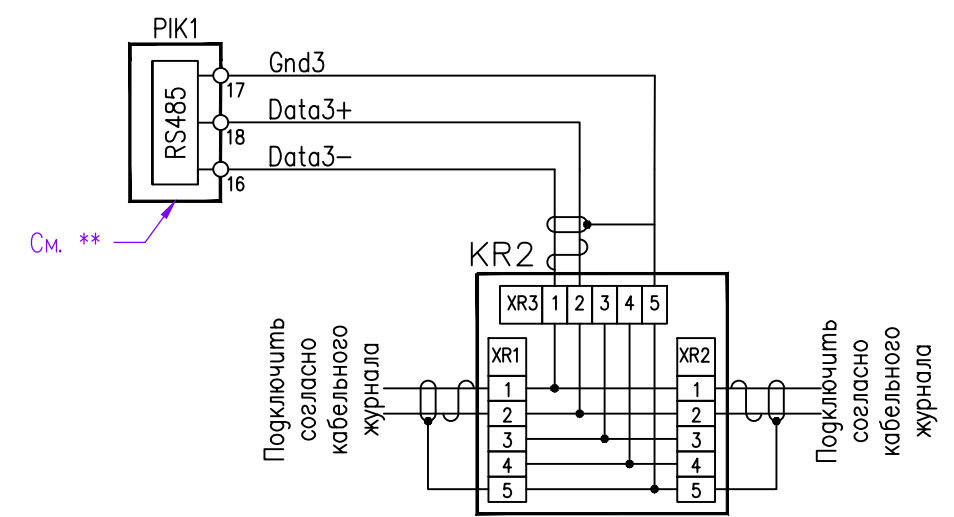 PIK1
RS485
Gnd3
17
Data3+
18
Data3-
16
См. **
KR2
XR3 1 2 3 4 5
Подключить
согласно
кабельного
журнала
XR1
1
2
3
4
5
XR2
1
2
3
4
5
Подключить
согласно
кабельного
журнала